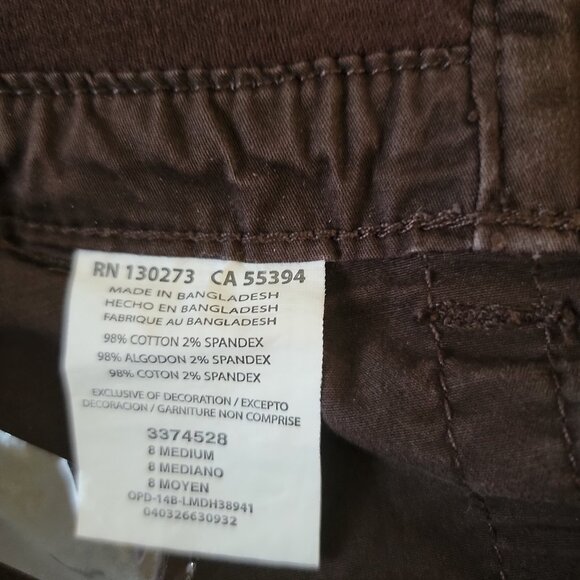 RN 130273 CA 55394
MADE IN BANGLADESH
HECHO EN BANGLADESH
FABRIQUE AU BANGLADESH
98% COTTON 2% SPANDEX
98% ALGODON 2% SPANDEX
98% COTON 2% SPANDEX
EXCLUSIVE OF DECORATION / EXCEPTO
DECORACION / GARNITURE NON COMPRISE
3374528
8 MEDIUM
8 MEDIANO
8 MOYEN
OPD-14B-LMDH38941
040326630932